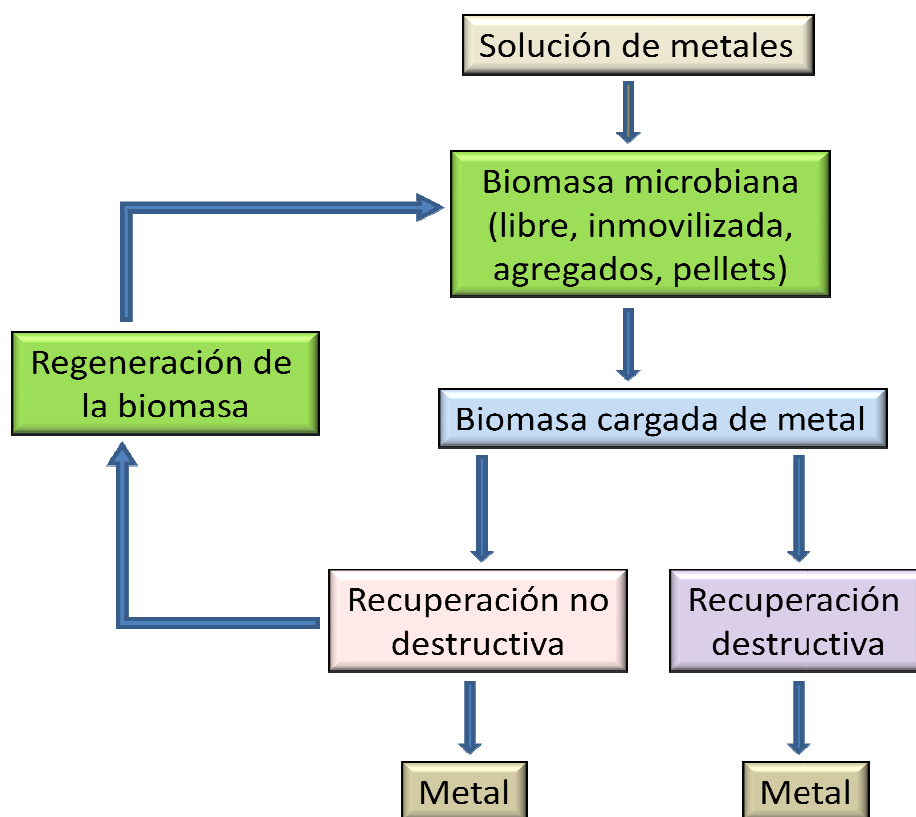 Solución de metales
Biomasa microbiana
(libre, inmovilizada,
agregados, pellets)
Regeneración de
la biomasa
Biomasa cargada de metal
Recuperación no
destructiva
Recuperación
destructiva
Metal
Metal